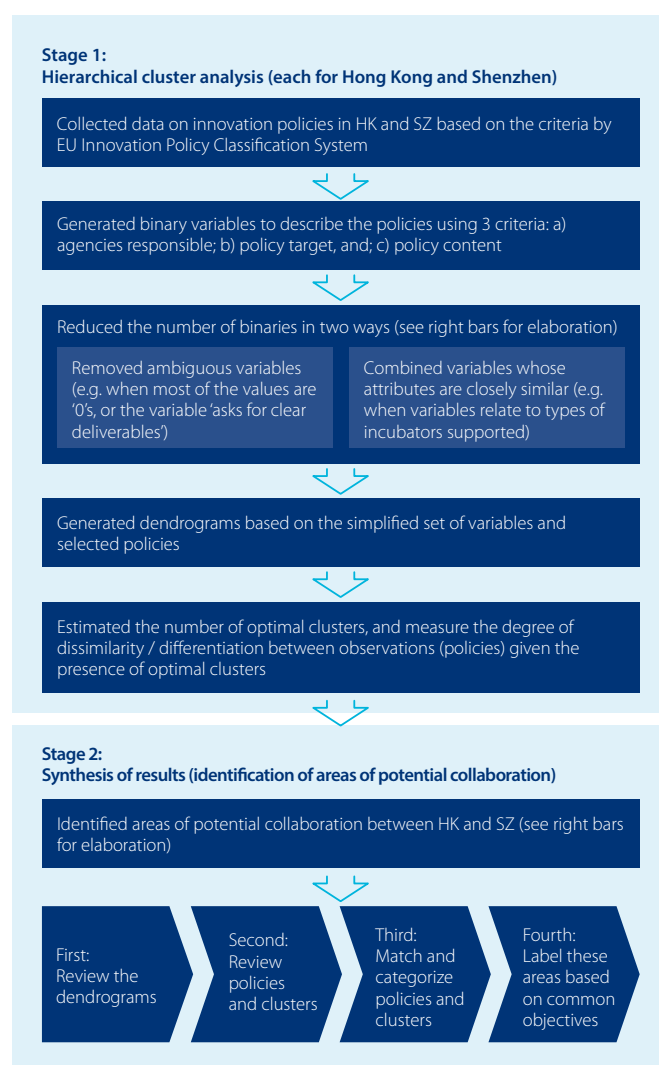 Stage 1:
Hierarchical cluster analysis (each for Hong Kong and Shenzhen)
Collected data on innovation policies in HK and SZ based on the criteria by
EU Innovation Policy Classification System
Generated binary variables to describe the policies using 3 criteria: a)
agencies responsible; b) policy target, and; c) policy content
Reduced the number of binaries in two ways (see right bars for elaboration)
Removed ambiguous variables
(e.g. when most of the values are
‘0’s, or the variable ‘asks for clear
deliverables’)
Combined variables whose
attributes are closely similar (e.g.
when variables relate to types of
incubators supported)
Generated dendrograms based on the simplified set of variables and
selected policies
Estimated the number of optimal clusters, and measure the degree of
dissimilarity / differentiation between observations (policies) given the
presence of optimal clusters
Stage 2:
Synthesis of results (identification of areas of potential collaboration)
Identified areas of potential collaboration between HK and SZ (see right bars
for elaboration)
First:
Review the
dendrograms
Second:
Review
policies
and clusters
Third:
Match and
categorize
policies and
clusters
Fourth:
Label these
areas based
on common
objectives